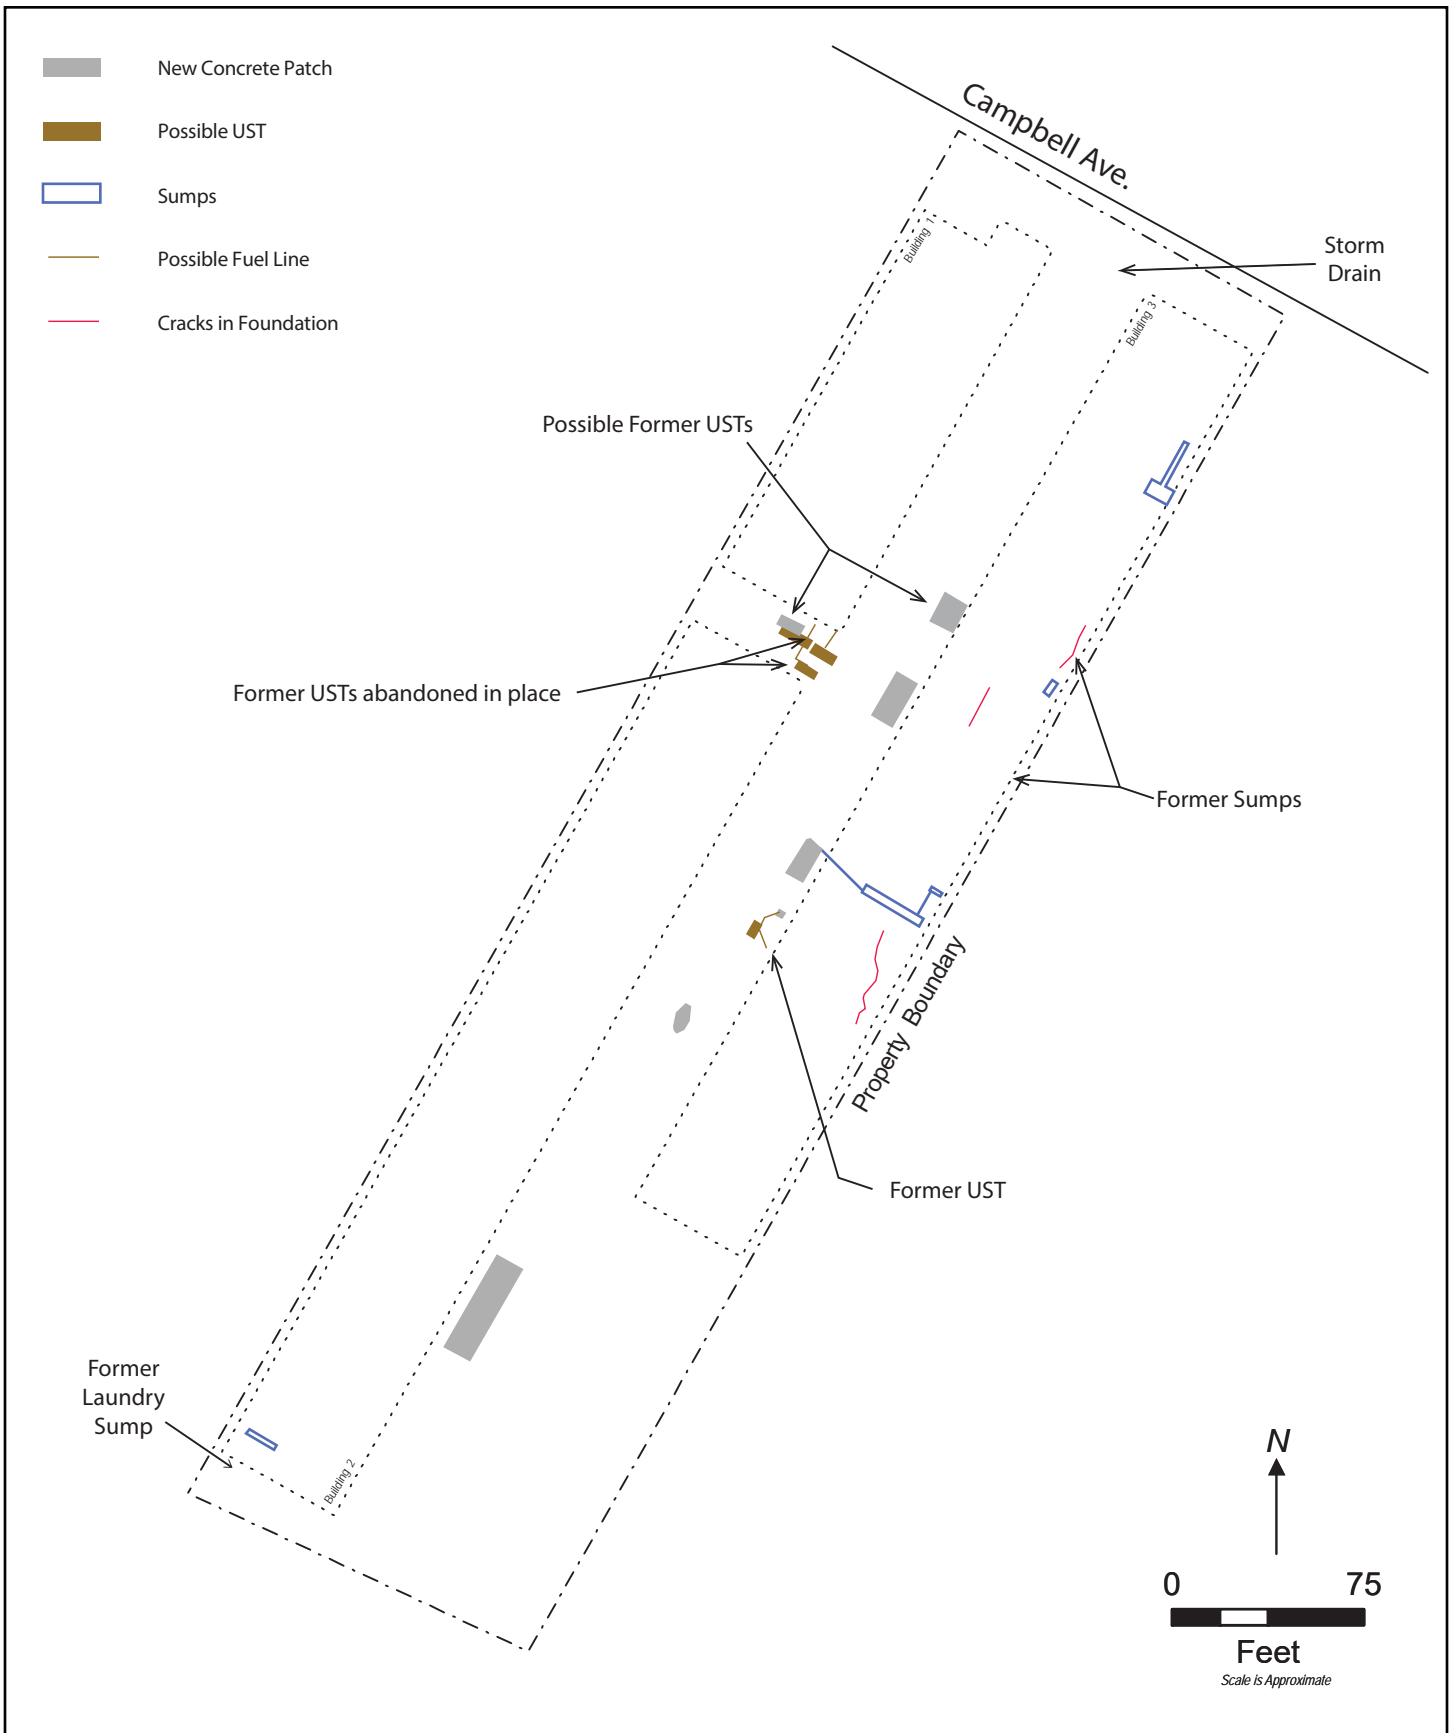 New Concrete Patch
Possible UST
Sumps
Possible Fuel Line
Cracks in Foundation
Campbell Ave.
Storm
Drain
Building 1
Building 3
Possible Former USTs
Former USTs abandoned in place
Former Sumps
Property Boundary
Former UST
Former
Laundry
Sump
Building 2
N
0 75
Feet
Scale is Approximate